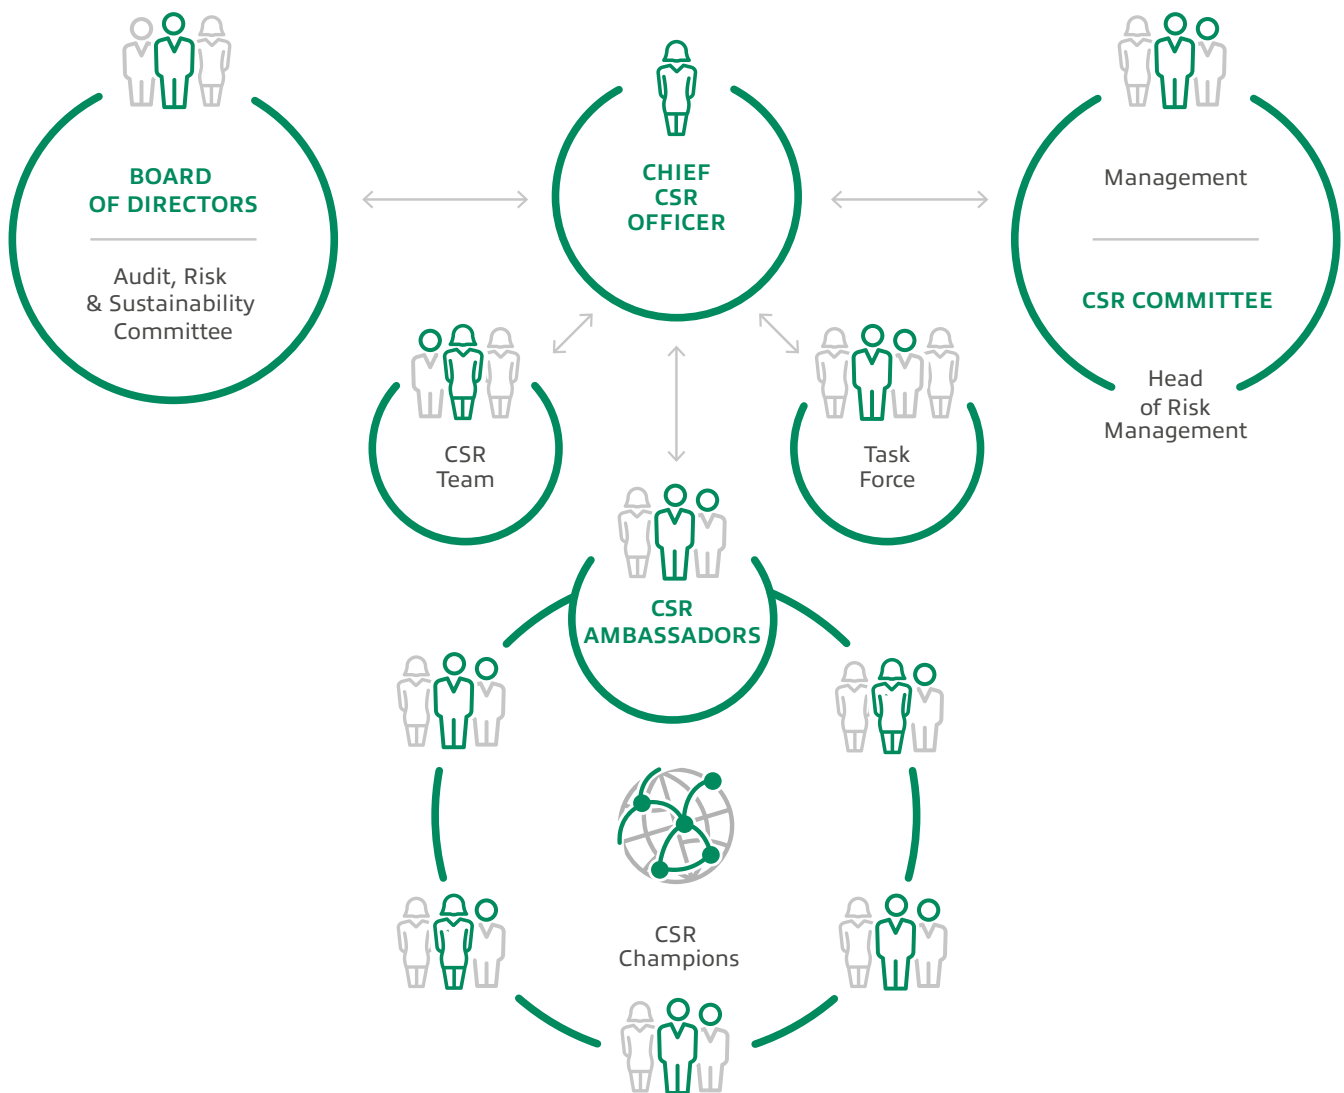 BOARD
OF DIRECTORS
Audit, Risk
& Sustainability
Committee
CHIEF
CSR
OFFICER
Management
CSR COMMITTEE
Head
of Risk
Management
CSR
Team
Task
Force
CSR
AMBASSADORS
CSR
Champions